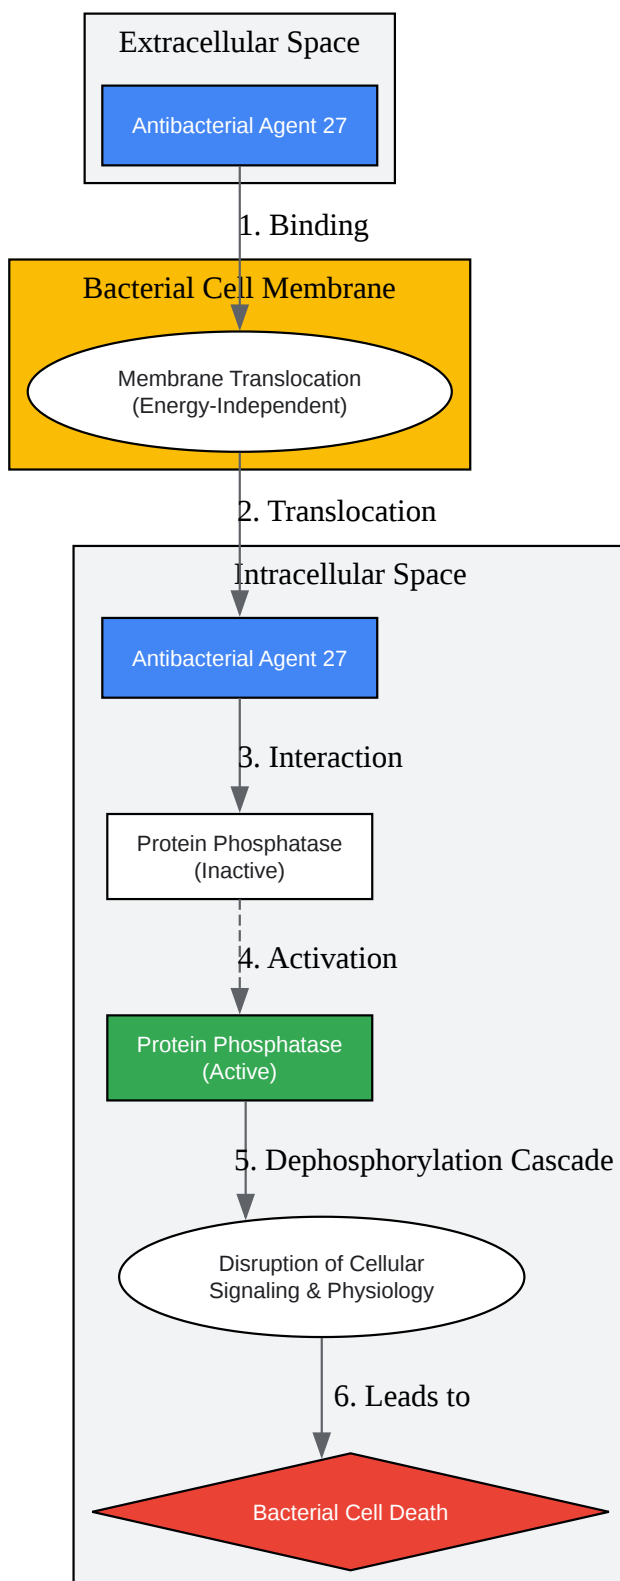 Extracellular Space
Antibacterial Agent 27
1. Binding
Bacterial Cell Membrane
Membrane Translocation
(Energy-Independent)
2. Translocation
Intracellular Space
Antibacterial Agent 27
3. Interaction
Protein Phosphatase
(Inactive)
4. Activation
Protein Phosphatase
(Active)
5. Dephosphorylation Cascade
Disruption of Cellular
Signaling & Physiology
6. Leads to
Bacterial Cell Death